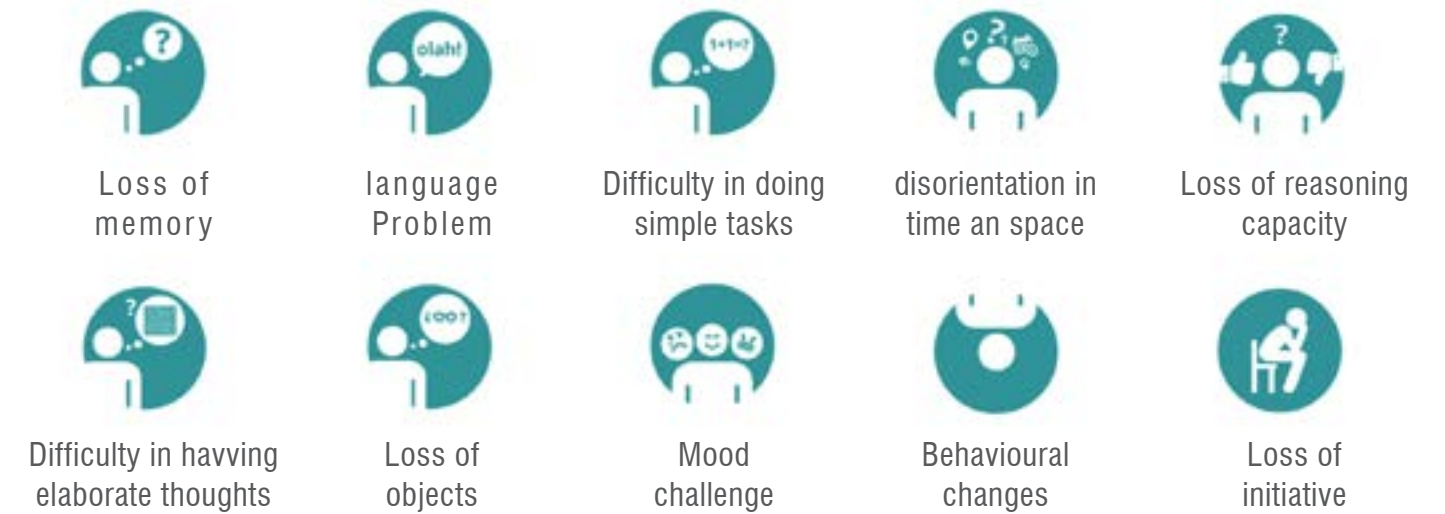 ?
olah!
1+1=?
?
?
Loss of
memory
language
Problem
Difficulty in doing
simple tasks
disorientation in
time an space
Loss of reasoning
capacity
?
Difficulty in havving
elaborate thoughts
Loss of
objects
Mood
challenge
Behavioural
changes
Loss of
initiative